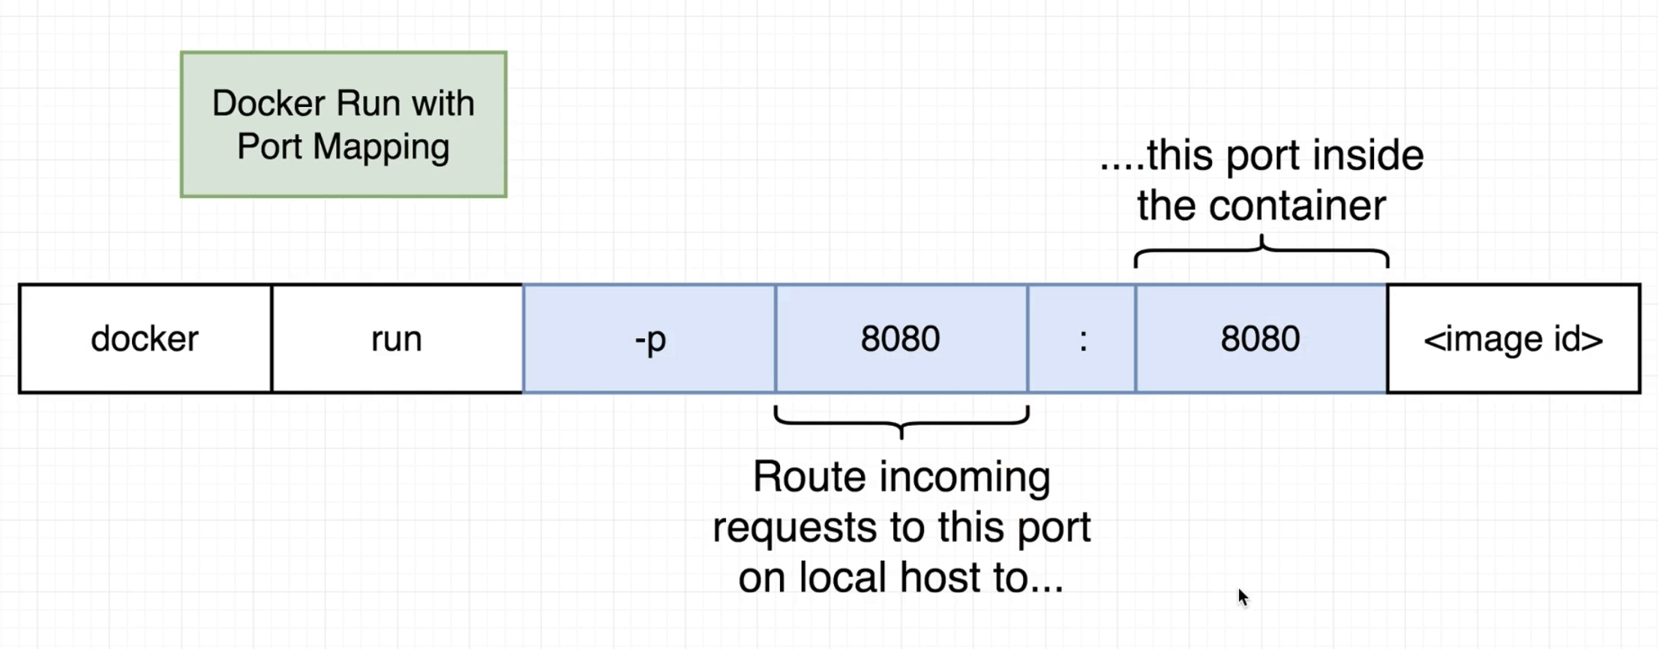 Docker Run with
Port Mapping
....this port inside
the container
docker run -p 8080 : 8080 <image id>
Route incoming
requests to this port
on local host to...